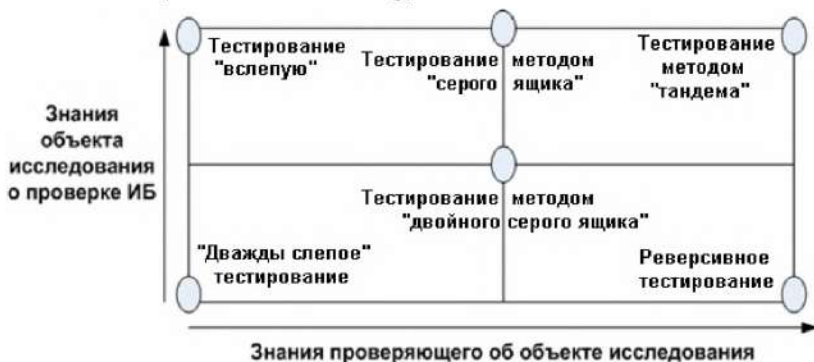 Тестирование
"вслепую"
Тестирование методом
"серого ящика"
Тестирование
методом
"тандема"
Знания
объекта
исследования
о проверке ИБ
Тестирование методом
"двойного серого ящика"
"Дважды слепое"
тестирование
Реверсивное
тестирование
Знания проверяющего об объекте исследования